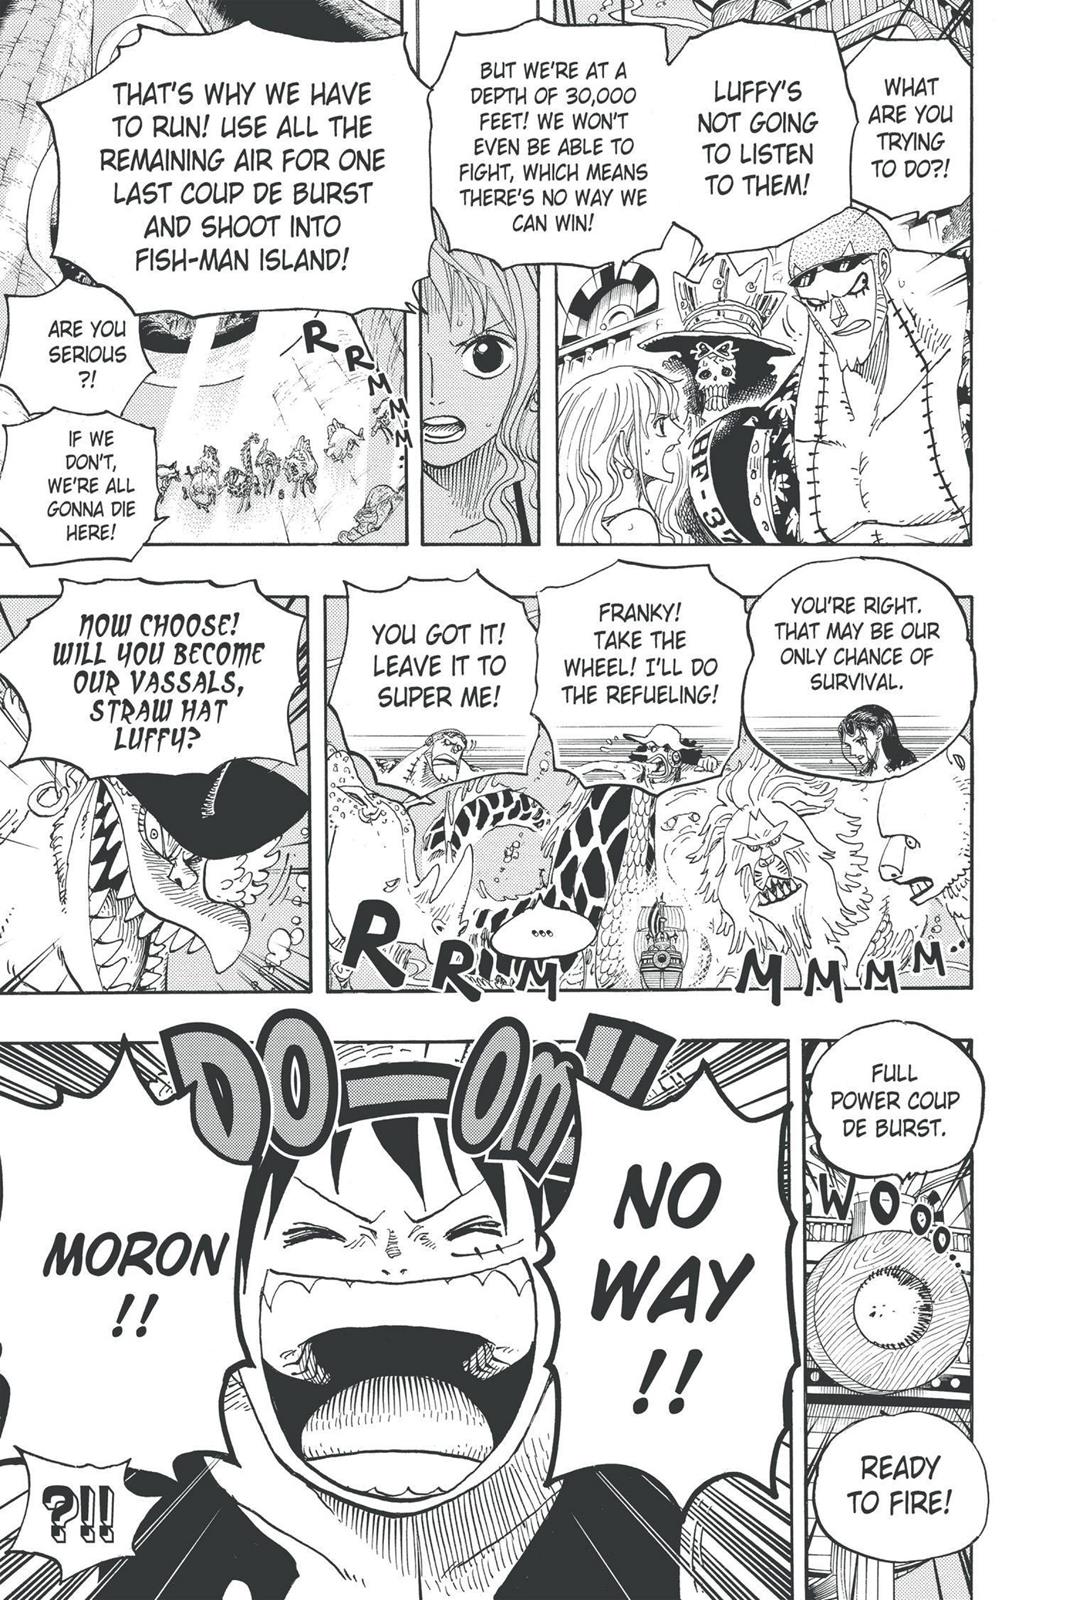 WHAT
ARE YOU
TRYING
TO DO?!
LUFFY'S
NOT GOING
TO LISTEN
TO THEM!
BF-37
BUT WE'RE AT A
DEPTH OF 30,000
FEET! WE WON'T
EVEN BE ABLE TO
FIGHT, WHICH MEANS
THERE'S NO WAY WE
CAN WIN!
THAT'S WHY WE HAVE
TO RUN! USE ALL THE
REMAINING AIR FOR ONE
LAST COUP DE BURST
AND SHOOT INTO
FISH-MAN ISLAND!
RRMMM...
ARE YOU
SERIOUS
?!
IF WE
DON'T,
WE'RE ALL
GONNA DIE
HERE!
YOU'RE RIGHT.
THAT MAY BE OUR
ONLY CHANCE OF
SURVIVAL.
FRANKY!
TAKE THE
WHEEL! I'LL DO
THE REFUELING!
YOU GOT IT!
LEAVE IT TO
SUPER ME!
...
RRMMMMMM...
NOW CHOOSE!
WILL YOU BECOME
OUR VASSALS,
STRAW HAT
LUFFY?
FULL
POWER COUP
DE BURST.
WOOOO...
READY
TO FIRE!
DO—OM!!
NO
WAY
!!
MORON
!!
?!!